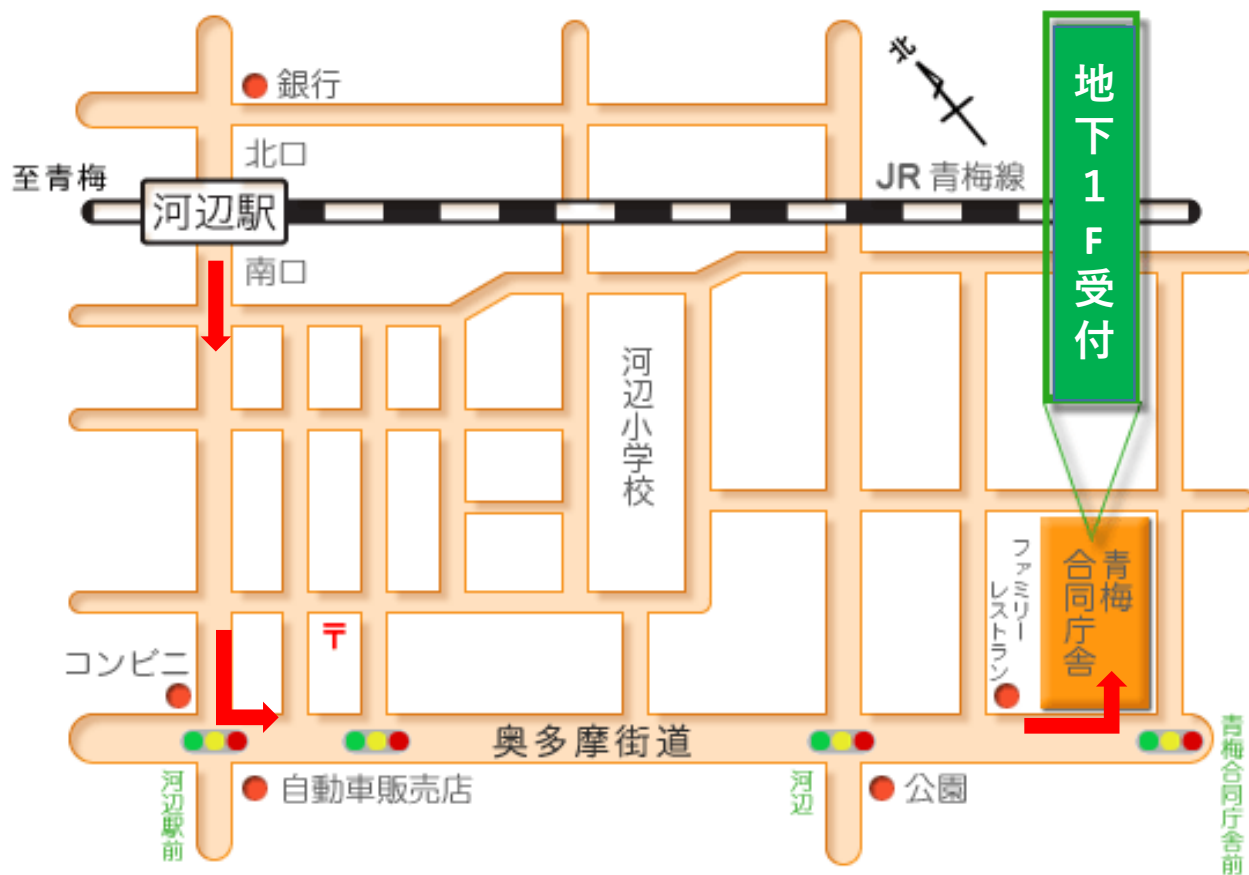 銀行
北
北口
至青梅
JR 青梅線
河辺駅
南口
地下1F受付
河辺小学校
ファミリー
レストラン
青梅
合同庁舎
〒
コンビニ
奥多摩街道
河辺駅前
自動車販売店
河辺
公園
青梅合同庁舎前